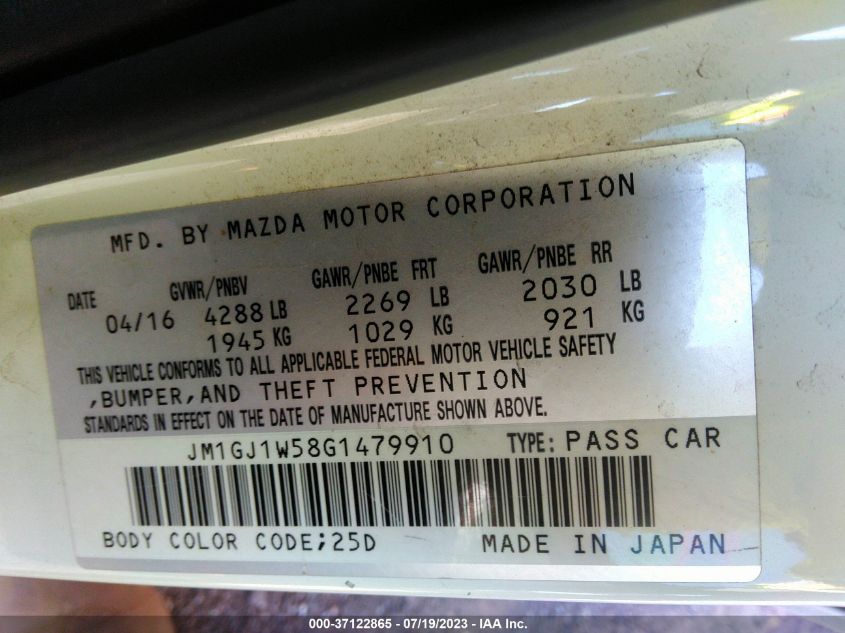 MFD. BY MAZDA MOTOR CORPORATION
DATE GVWR/PNBV GAWR/PNBE FRT GAWR/PNBE RR
04/16 4288 LB 2269 LB 2030 LB
1945 KG 1029 KG 921 KG
THIS VEHICLE CONFORMS TO ALL APPLICABLE FEDERAL MOTOR VEHICLE SAFETY
,BUMPER,AND THEFT PREVENTION
STANDARDS IN EFFECT ON THE DATE OF MANUFACTURE SHOWN ABOVE.
JM1GJ1W58G1479910 TYPE: PASS CAR
BODY COLOR CODE;25D MADE IN JAPAN
000-37122865 - 07/19/2023 - IAA Inc.